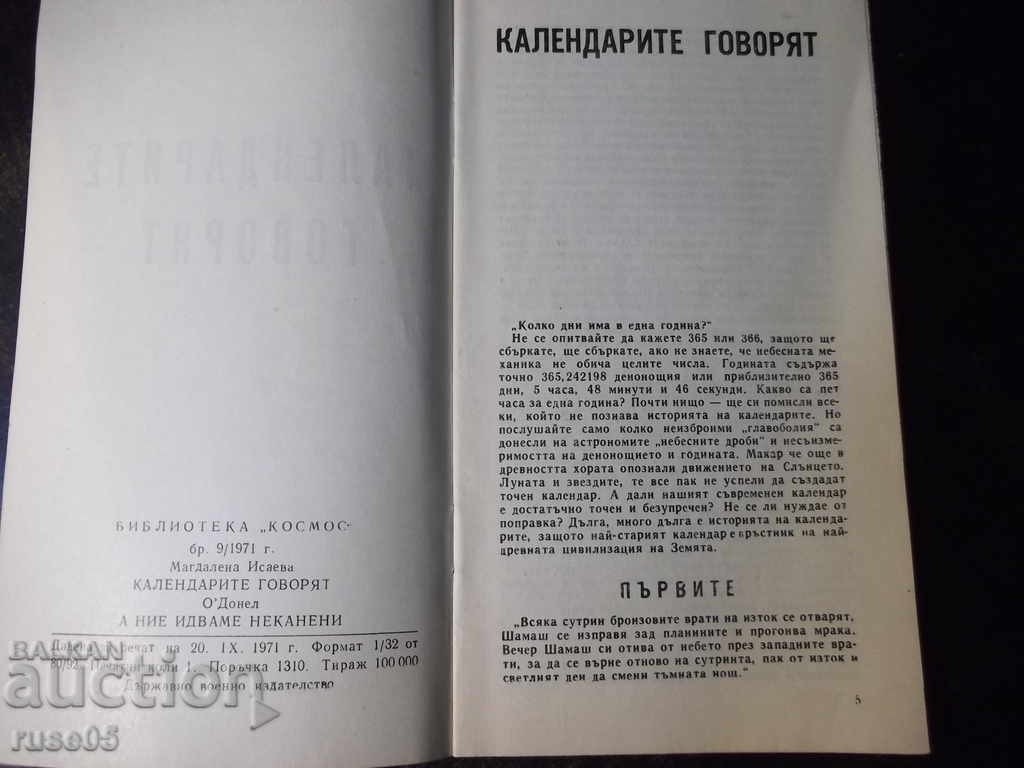 БИБЛИОТЕКА „КОСМОС"
бр. 9/1971 г.
Магдалена Исаева
КАЛЕНДАРИТЕ ГОВОРЯТ
О'Донел
А НИЕ ИДВАМЕ НЕКАНЕНИ
печат на 20. IX. 1971 г. Формат 1/32 от
80/92. Печатни коли 1. Поръчка 1310. Тираж 100 000
Държавно военно издателство
КАЛЕНДАРИТЕ ГОВОРЯТ
„Колко дни има в една година?"
Не се опитвайте да кажете 365 или 366, защото ще
сбъркате, ще сбъркате, ако не знаете, че небесната ме-
ханика не обича целите числа. Годината съдържа
точно 365,242198 денонощия или приблизително 365
дни, 5 часа, 48 минути и 46 секунди. Какво са пет
часа за една година? Почти нищо — ще си помисли все-
ки, който не познава историята на календарите. Но
послушайте само колко неизброими „главоболия" са
донесли на астрономите „небесните дроби" и несъизме-
римостта на денонощието и годината. Макар че още в
древността хората опознали движението на Слънцето.
Луната и звездите, те все пак не успели да създадат
точен календар. А дали нашият съвременен календар
е достатъчно точен и безупречен? Не се ли нуждае от
поправка? Дълга, много дълга е историята на календа-
рите, защото най-старият календар е връстник на най-
древната цивилизация на Земята.
ПЪРВИТЕ
„Всяка сутрин бронзовите врати на изток се отварят,
Шамаш се изправя зад планините и прогонва мрака.
Вечер Шамаш си отива от небето през западните вра-
ти, за да се върне отново на сутринта, пак от изток и
светлият ден да смени тъмната нощ."
5
BALKAN
auction
ruse05